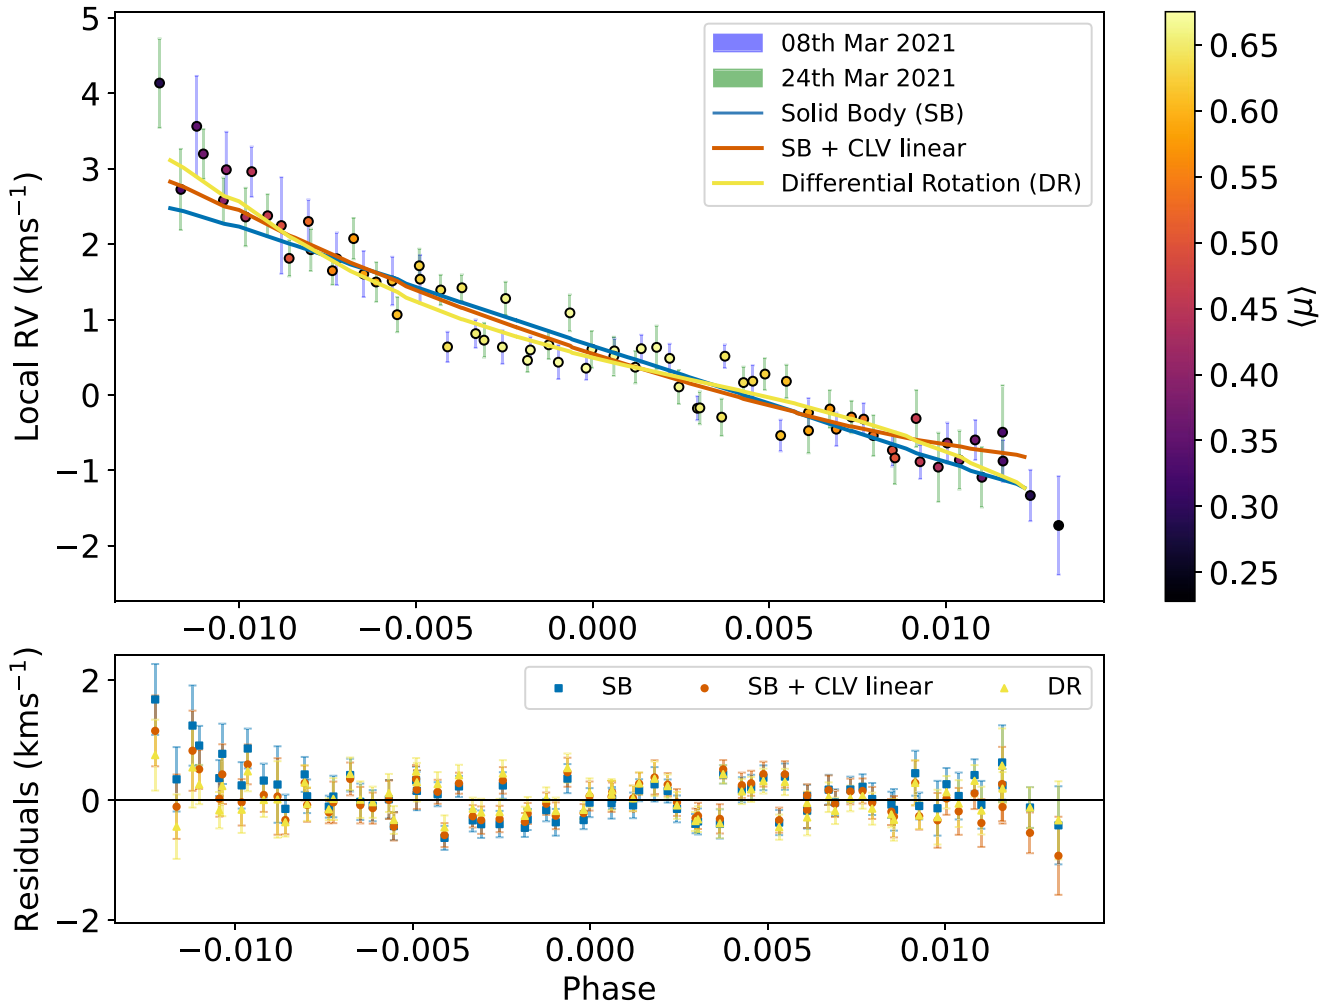 5
4
3
2
1
0
−1
−2
Local RV (kms⁻¹)
08th Mar 2021
24th Mar 2021
Solid Body (SB)
SB + CLV linear
Differential Rotation (DR)
−0.010 −0.005 0.000 0.005 0.010
0.65
0.60
0.55
0.50
0.45
0.40
0.35
0.30
0.25
⟨μ⟩
2
0
−2
Residuals (kms⁻¹)
SB SB + CLV linear DR
−0.010 −0.005 0.000 0.005 0.010
Phase